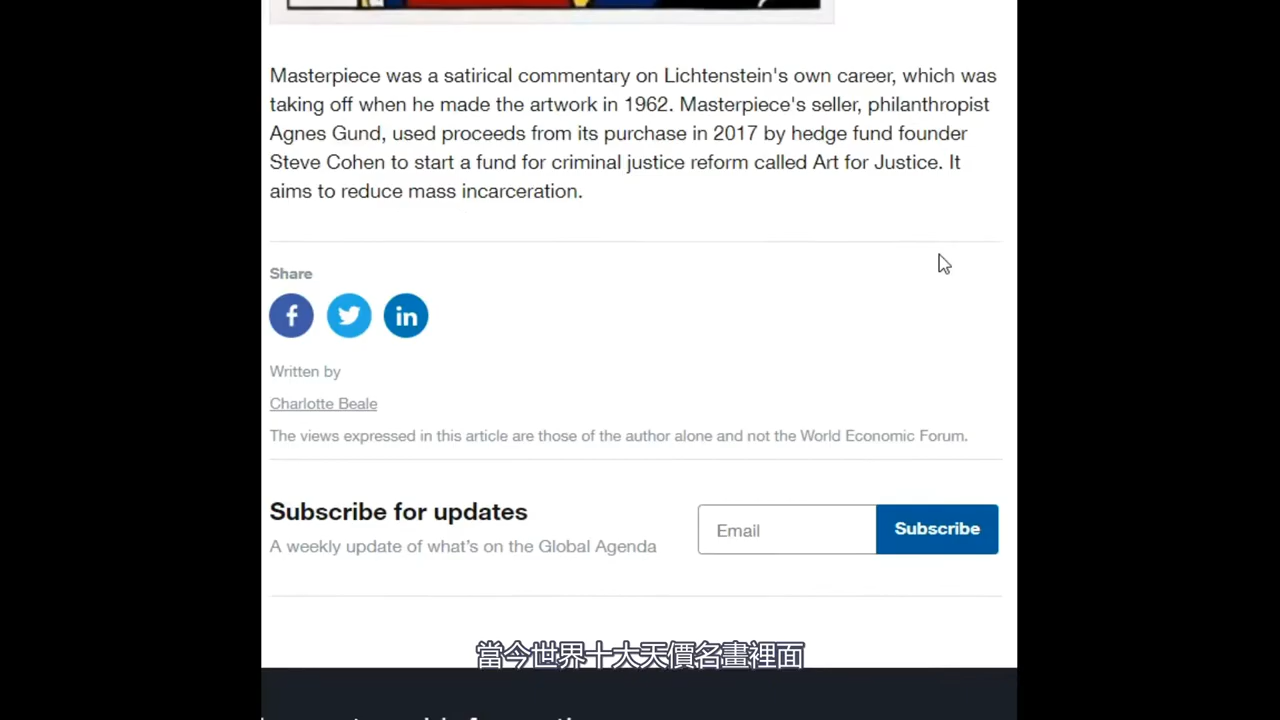 Masterpiece was a satirical commentary on Lichtenstein's own career, which was
taking off when he made the artwork in 1962. Masterpiece's seller, philanthropist
Agnes Gund, used proceeds from its purchase in 2017 by hedge fund founder
Steve Cohen to start a fund for criminal justice reform called Art for Justice. It
aims to reduce mass incarceration.
Share
f
in
Written by
Charlotte Beale
The views expressed in this article are those of the author alone and not the World Economic Forum.
Subscribe for updates
A weekly update of what's on the Global Agenda
Email
Subscribe
當今世界十大天價名畫裡面